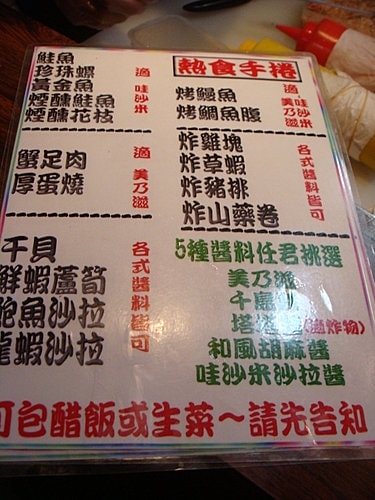 鮭魚
珍珠螺
黃金魚
煙醺鮭魚
煙醺花枝
適 哇沙米
蟹足肉
厚蛋燒
適 美乃滋
干貝
鮮蝦蘆筍
鮑魚沙拉
龍蝦沙拉
各式醬料皆可
熱食手捲
烤鰻魚
烤鯛魚腹
適 哇沙米
美乃滋
炸雞塊
炸草蝦
炸豬排
炸山藥卷
各式醬料皆可
5種醬料任君挑選
美乃滋
千島
塔塔 (適炸物)
和風胡麻醬
哇沙米沙拉醬
可包醋飯或生菜～請先告知